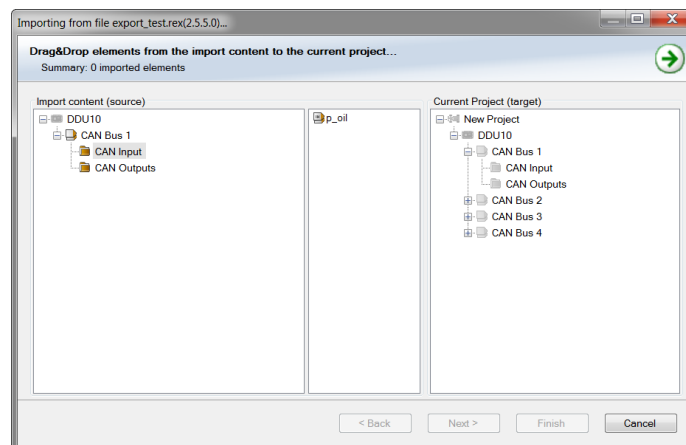 Importing from file export_test.rex(2.5.5.0)...
Drag&Drop elements from the import content to the current project...
Summary: 0 imported elements
Import content (source)
DDU10
CAN Bus 1
CAN Input
CAN Outputs
p_oil
Current Project (target)
New Project
DDU10
CAN Bus 1
CAN Input
CAN Outputs
CAN Bus 2
CAN Bus 3
CAN Bus 4
< Back
Next >
Finish
Cancel